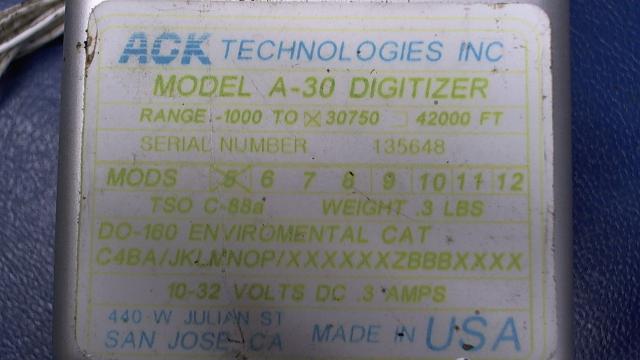 ACK TECHNOLOGIES INC
MODEL A-30 DIGITIZER
RANGE -1000 TO ☒ 30750 ☐ 42000 FT
SERIAL NUMBER 135648
MODS 5 6 7 8 9 10 11 12
TSO C-88a WEIGHT .3 LBS
DO-160 ENVIROMENTAL CAT
C4BA/JKLMNOP/XXXXXXZBBBXXXX
10-32 VOLTS DC .3 AMPS
440 W JULIAN ST
SAN JOSE, CA MADE IN USA